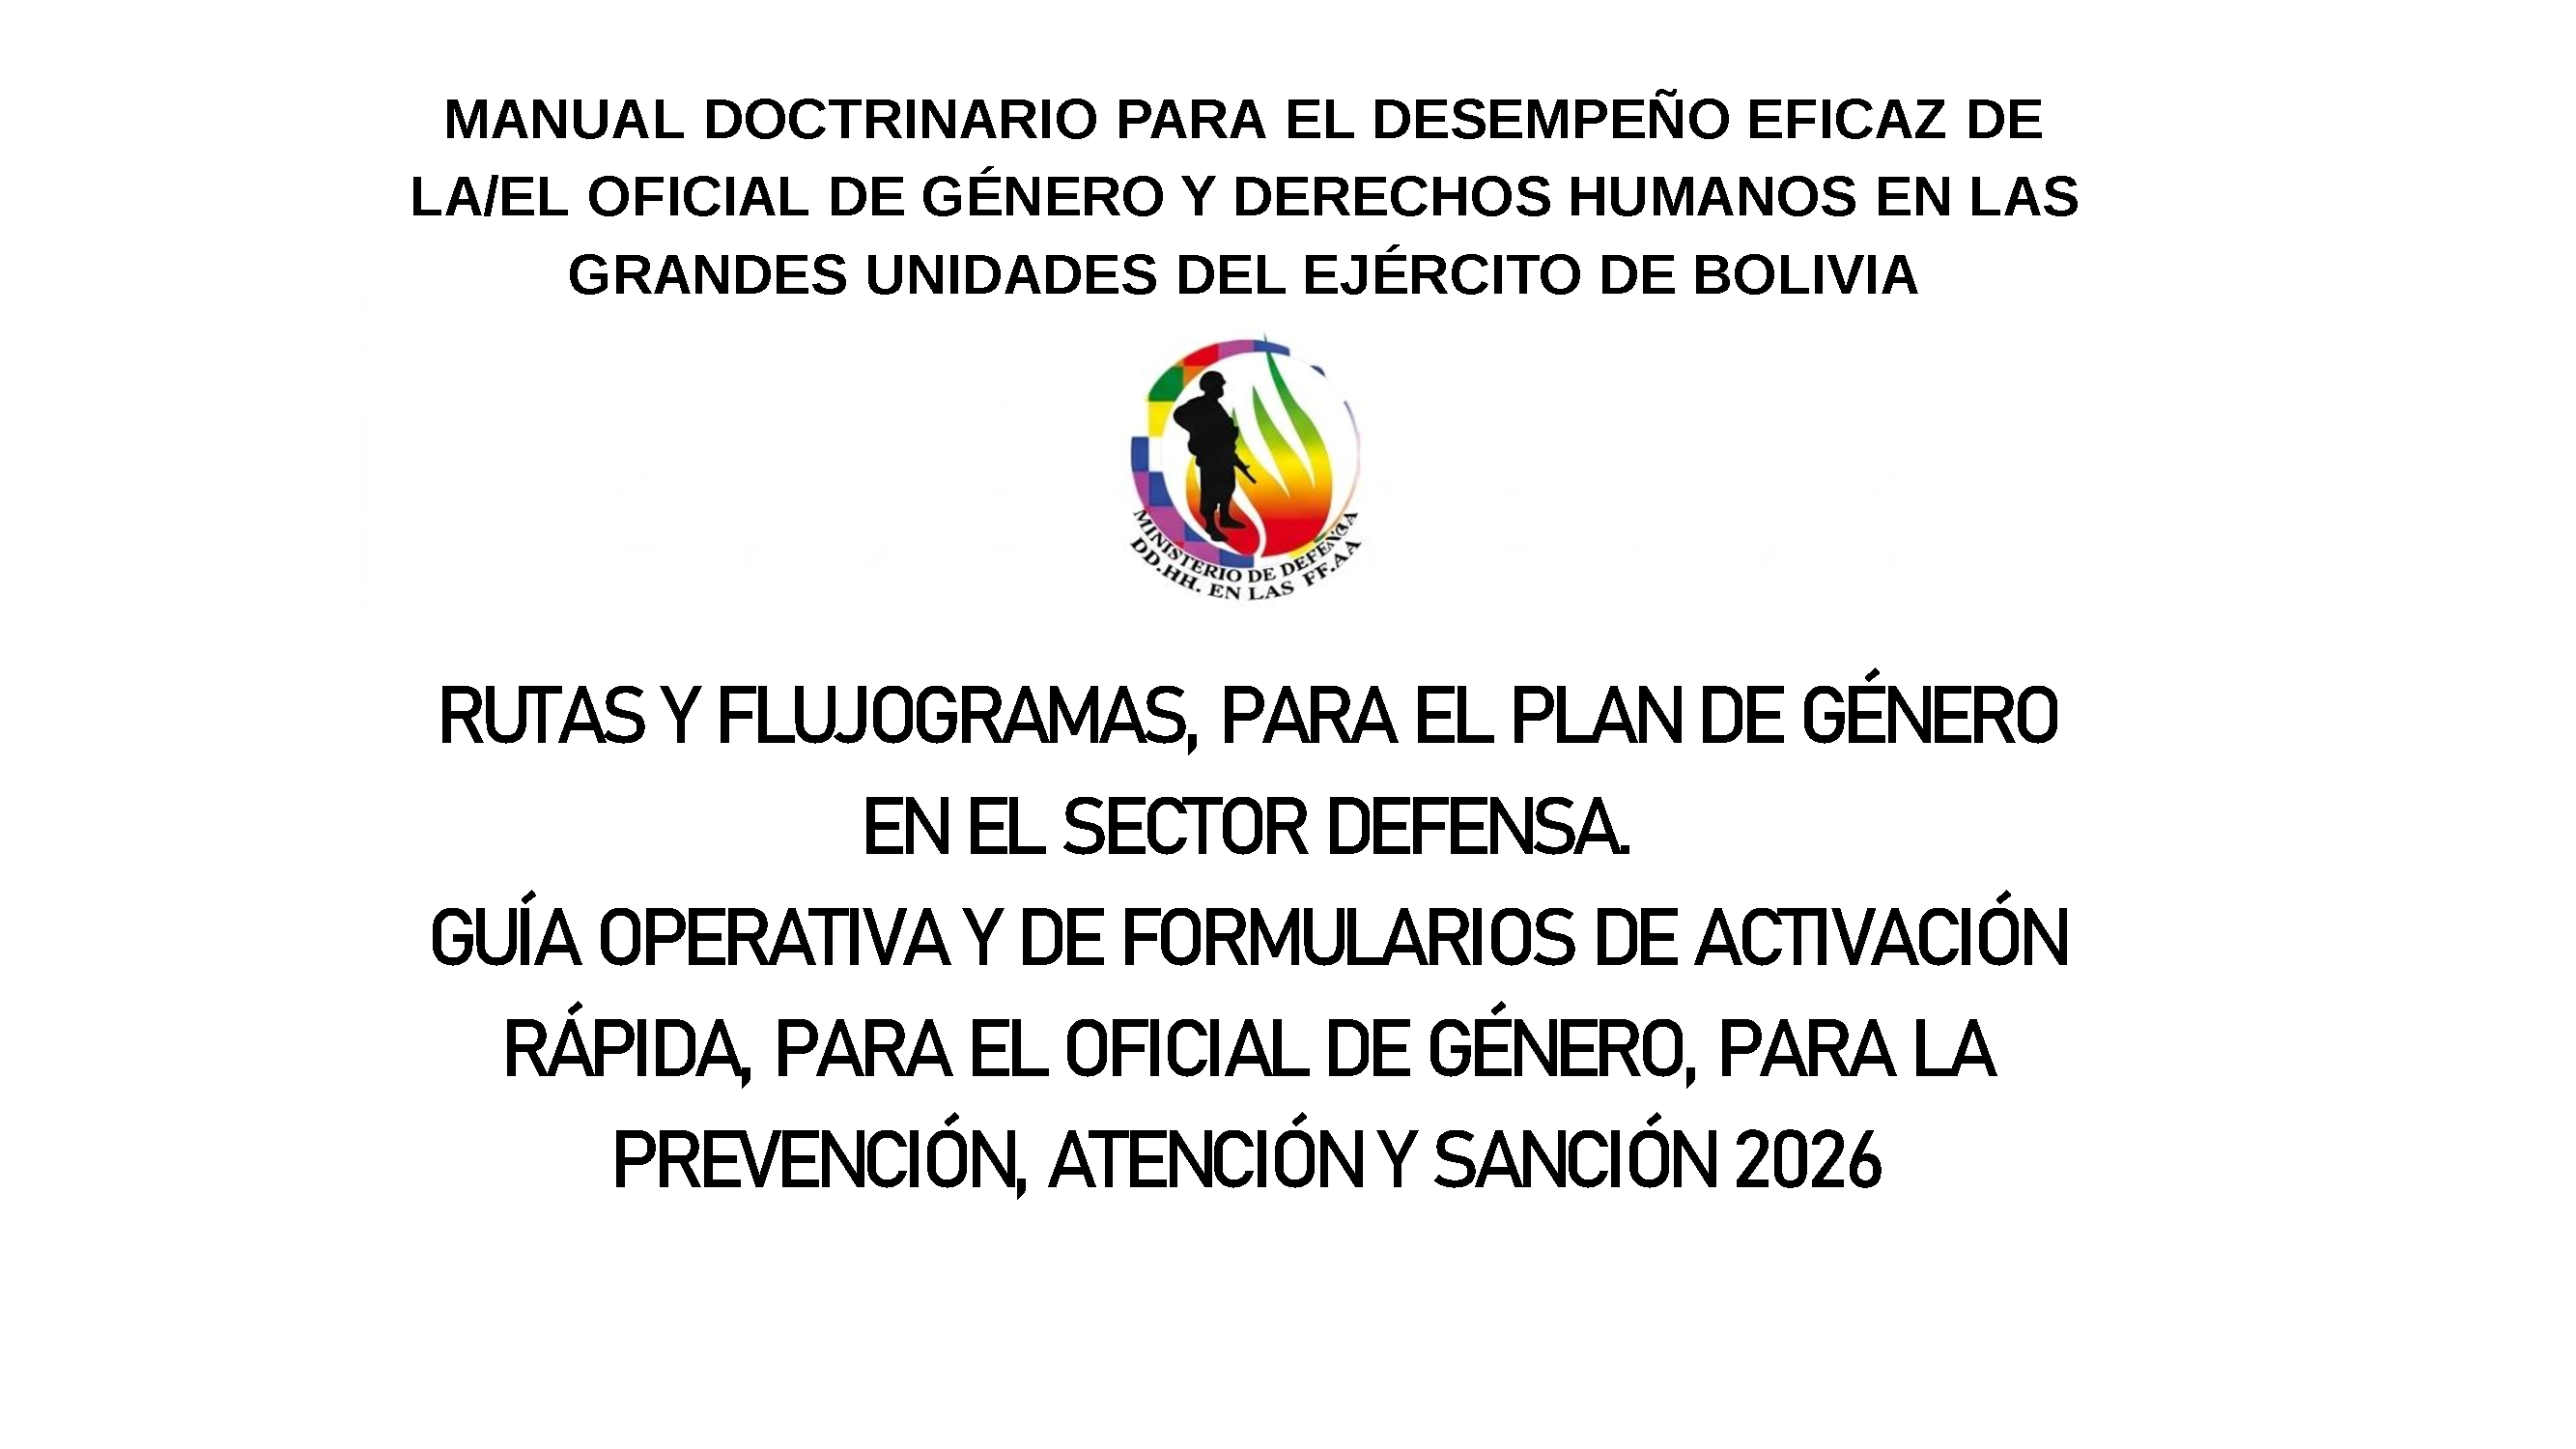 MANUAL DOCTRINARIO PARA EL DESEMPEÑO EFICAZ DE
LA/EL OFICIAL DE GÉNERO Y DERECHOS HUMANOS EN LAS
GRANDES UNIDADES DEL EJÉRCITO DE BOLIVIA
MINISTERIO DE DEFENSA
DD.HH. EN LAS FF.AA
RUTAS Y FLUJOGRAMAS, PARA EL PLAN DE GÉNERO
EN EL SECTOR DEFENSA.
GUÍA OPERATIVA Y DE FORMULARIOS DE ACTIVACIÓN
RÁPIDA, PARA EL OFICIAL DE GÉNERO, PARA LA
PREVENCIÓN, ATENCIÓN Y SANCIÓN 2026